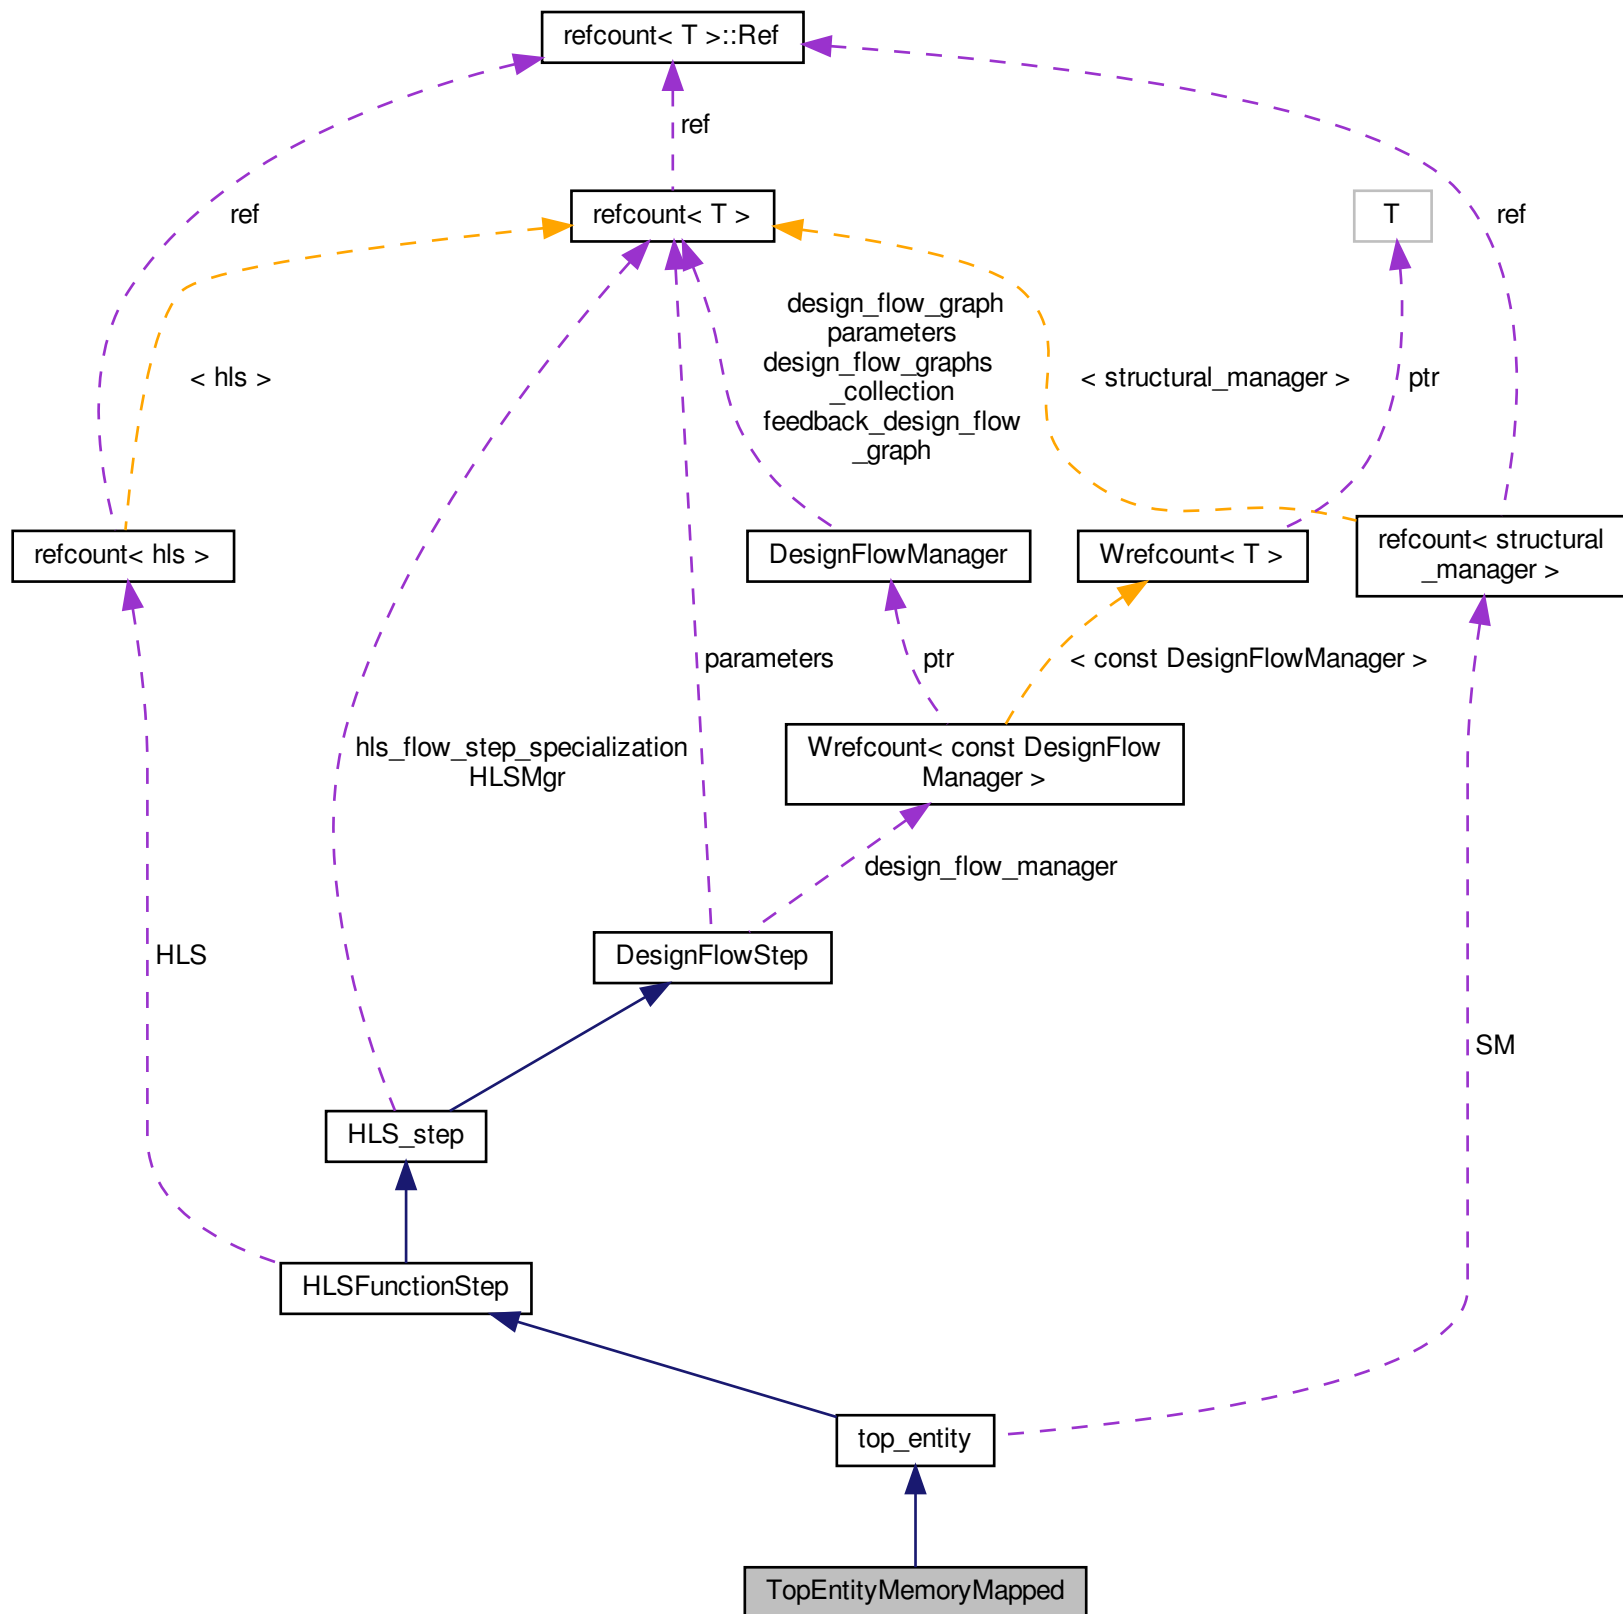 refcount< T >::Ref
ref
refcount< T >
T
ref
ref
design_flow_graph
parameters
design_flow_graphs
_collection
feedback_design_flow
_graph
< hls >
< structural_manager >
ptr
refcount< hls >
DesignFlowManager
Wrefcount< T >
refcount< structural
_manager >
parameters
ptr
< const DesignFlowManager >
hls_flow_step_specialization
HLSMgr
Wrefcount< const DesignFlow
Manager >
design_flow_manager
HLS
DesignFlowStep
SM
HLS_step
HLSFunctionStep
top_entity
TopEntityMemoryMapped